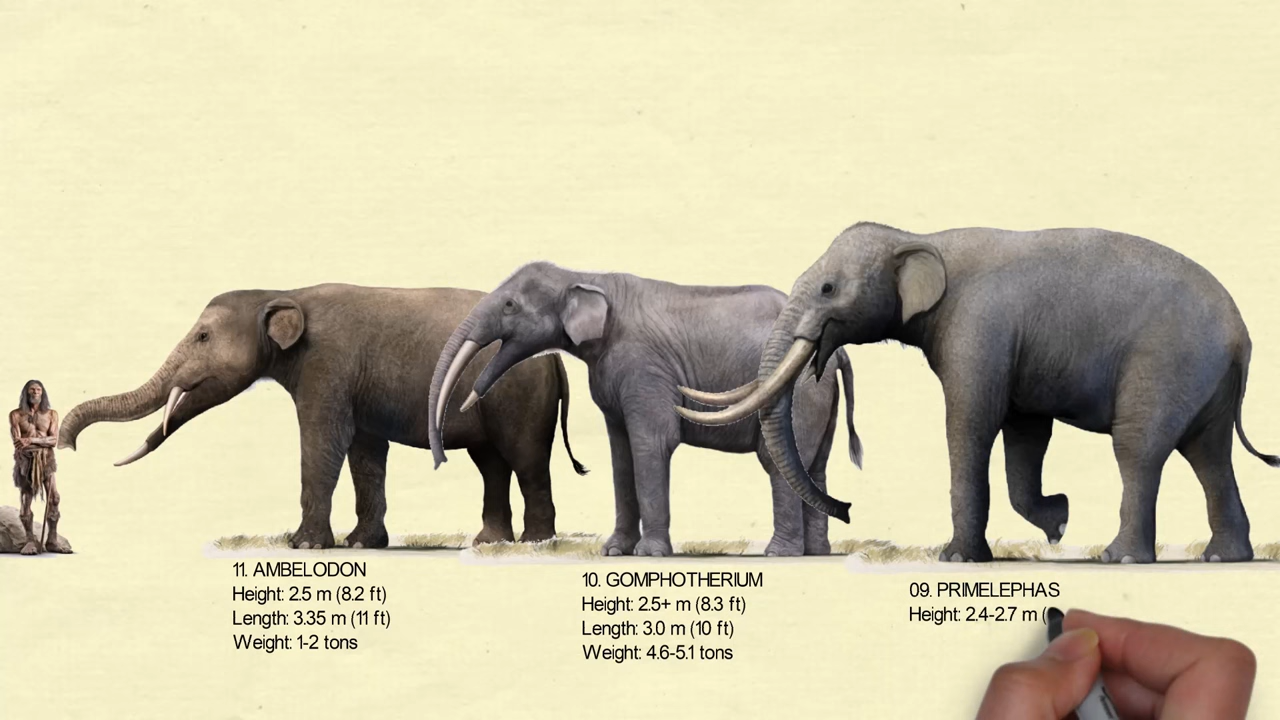 11. AMBELODON
Height: 2.5 m (8.2 ft)
Length: 3.35 m (11 ft)
Weight: 1-2 tons
10. GOMPHOTHERIUM
Height: 2.5+ m (8.3 ft)
Length: 3.0 m (10 ft)
Weight: 4.6-5.1 tons
09. PRIMELEPHAS
Height: 2.4-2.7 m (